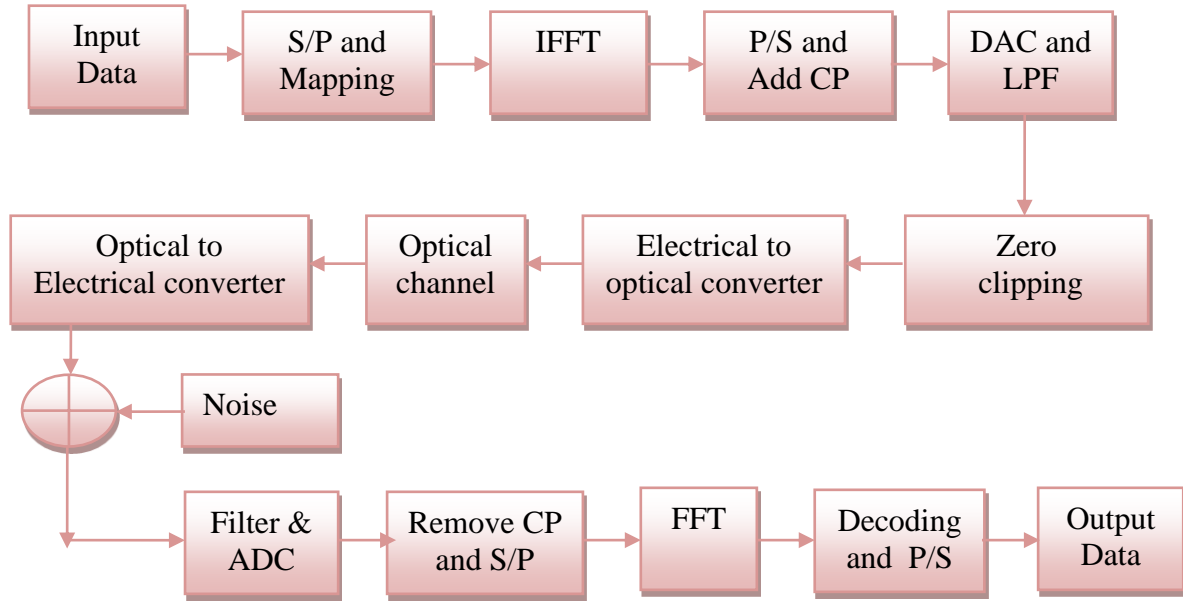 Input
Data
S/P and
Mapping
IFFT
P/S and
Add CP
DAC and
LPF
Optical to
Electrical converter
Optical
channel
Electrical to
optical converter
Zero
clipping
Noise
Filter &
ADC
Remove CP
and S/P
FFT
Decoding
and P/S
Output
Data